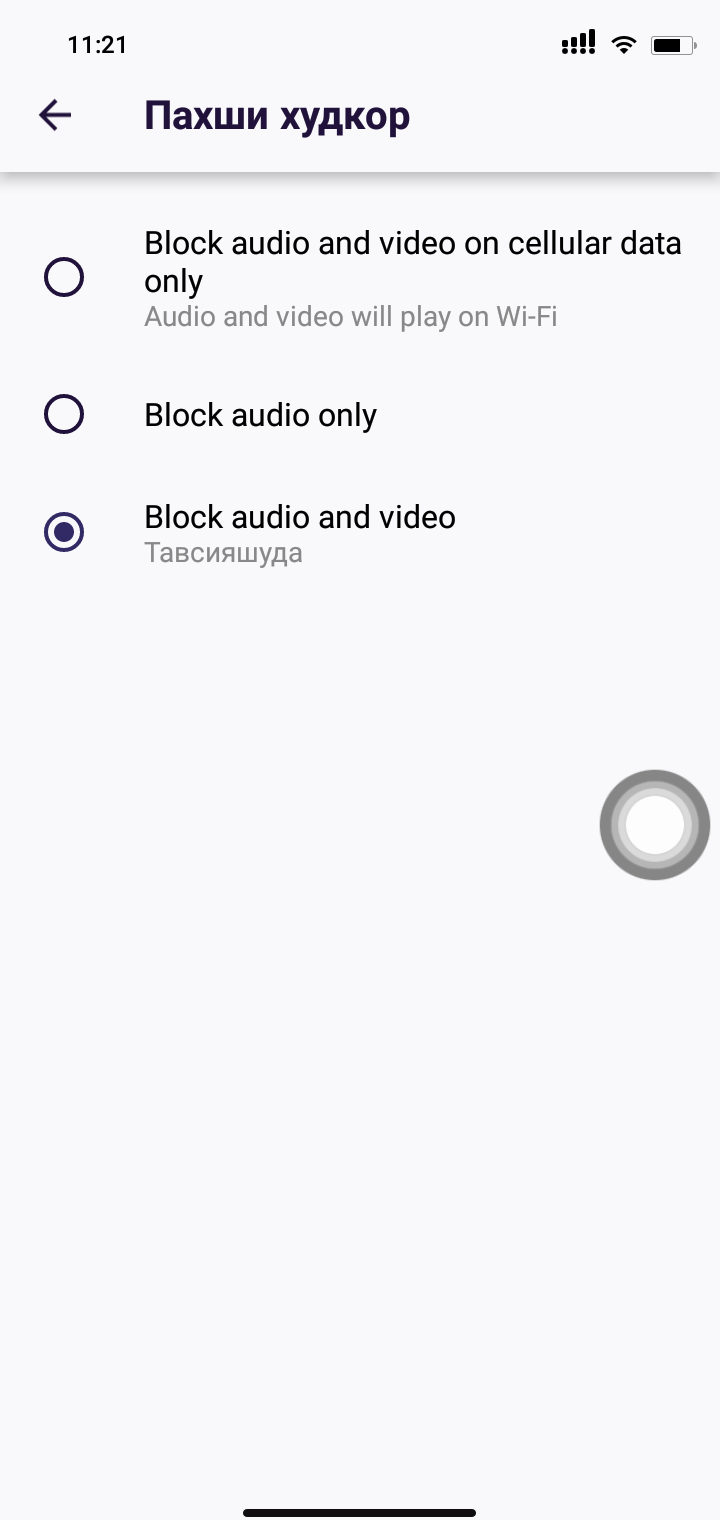 11:21
Пахши худкор
Block audio and video on cellular data
only
Audio and video will play on Wi-Fi
Block audio only
Block audio and video
Тавсияшуда